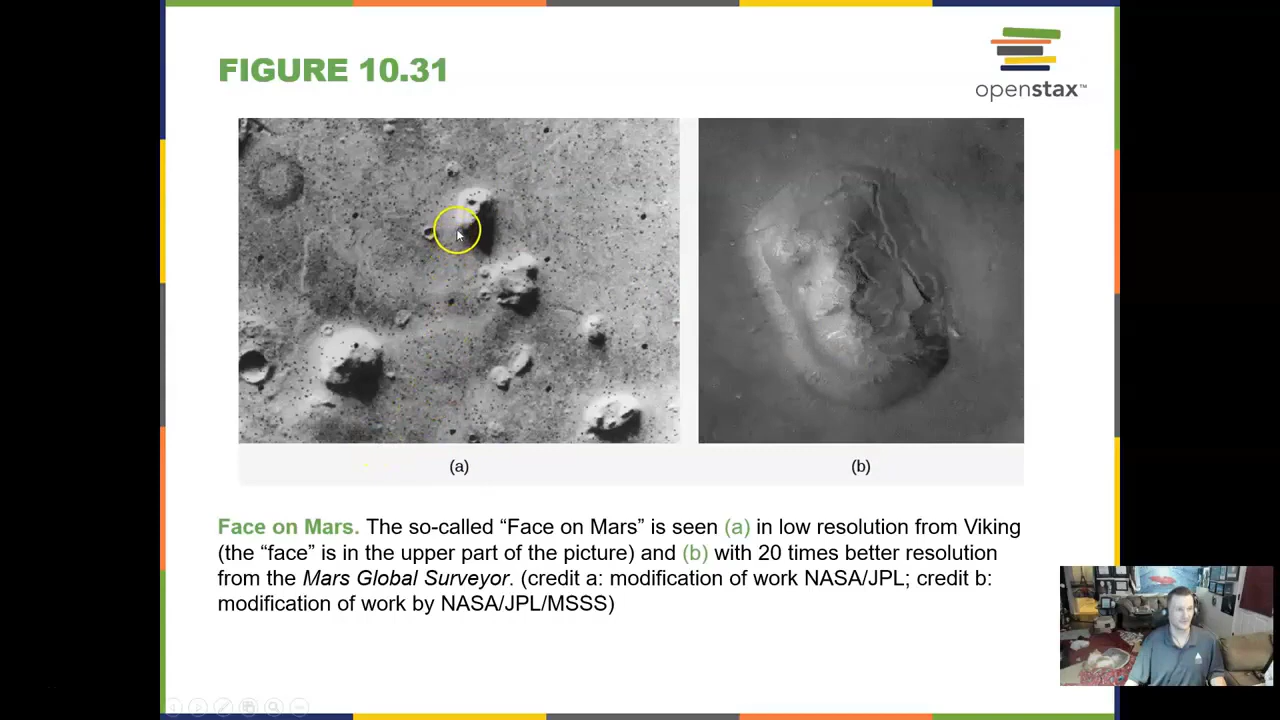 FIGURE 10.31
openstax™
(a)
(b)
Face on Mars. The so-called “Face on Mars” is seen (a) in low resolution from Viking
(the “face” is in the upper part of the picture) and (b) with 20 times better resolution
from the Mars Global Surveyor. (credit a: modification of work NASA/JPL; credit b:
modification of work by NASA/JPL/MSSS)